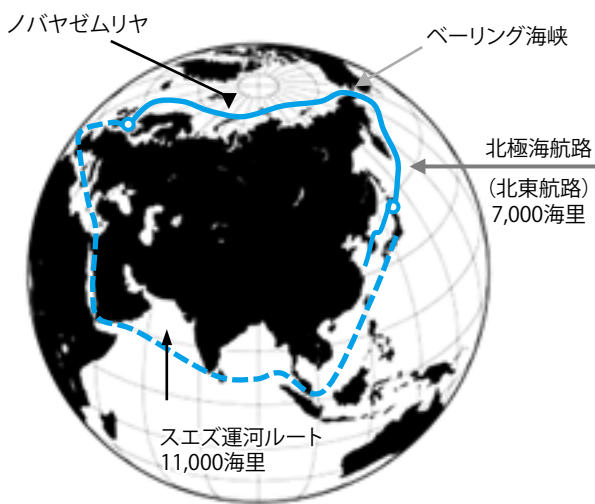 ノバヤゼムリヤ
ベーリング海峡
北極海航路
(北東航路)
7,000海里
スエズ運河ルート
11,000海里